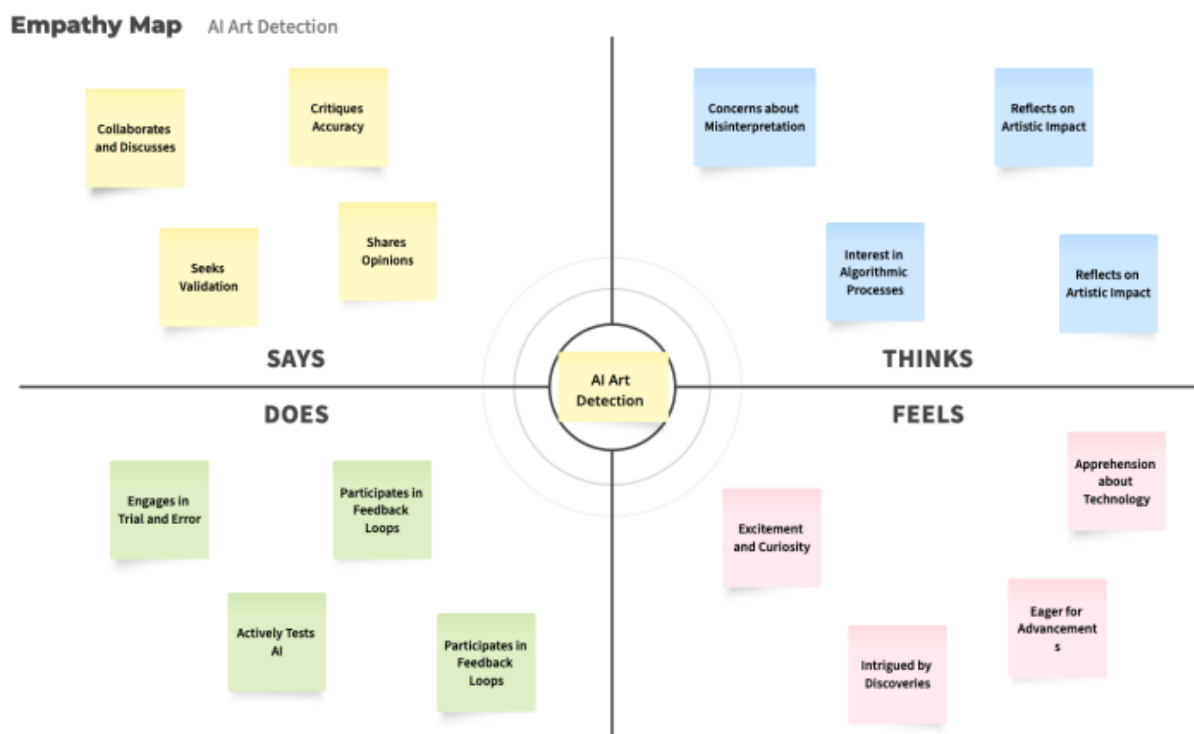 Empathy Map AI Art Detection
Collaborates
and Discusses
Critiques
Accuracy
Seeks
Validation
Shares
Opinions
SAYS
Concerns about
Misinterpretation
Reflects on
Artistic Impact
Interest in
Algorithmic
Processes
Reflects on
Artistic Impact
THINKS
AI Art
Detection
DOES
Engages in
Trial and Error
Participates in
Feedback
Loops
Actively Tests
AI
Participates in
Feedback
Loops
FEELS
Excitement
and Curiosity
Apprehension
about
Technology
Intrigued by
Discoveries
Eager for
Advancement
s